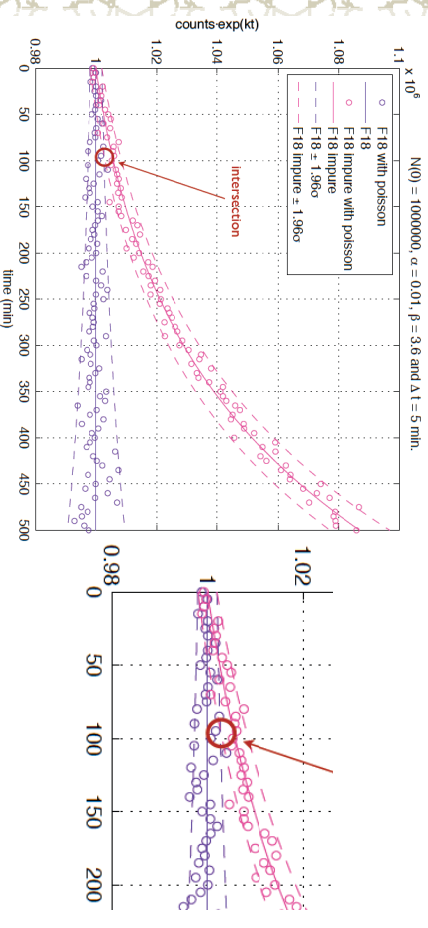 N(0) = 1000000, α = 0.01, β = 3.6 and Δ t = 5 min.
x 10⁶
1.1
1.08
1.06
1.04
1.02
1
0.98
counts·exp(kt)
F18 with poisson
F18
F18 impure with poisson
F18 impure
F18 ± 1.96σ
F18 impure ± 1.96σ
intersection
0 50 100 150 200 250 300 350 400 450 500
time (min)
1.02
1
0.98
0 50 100 150 200